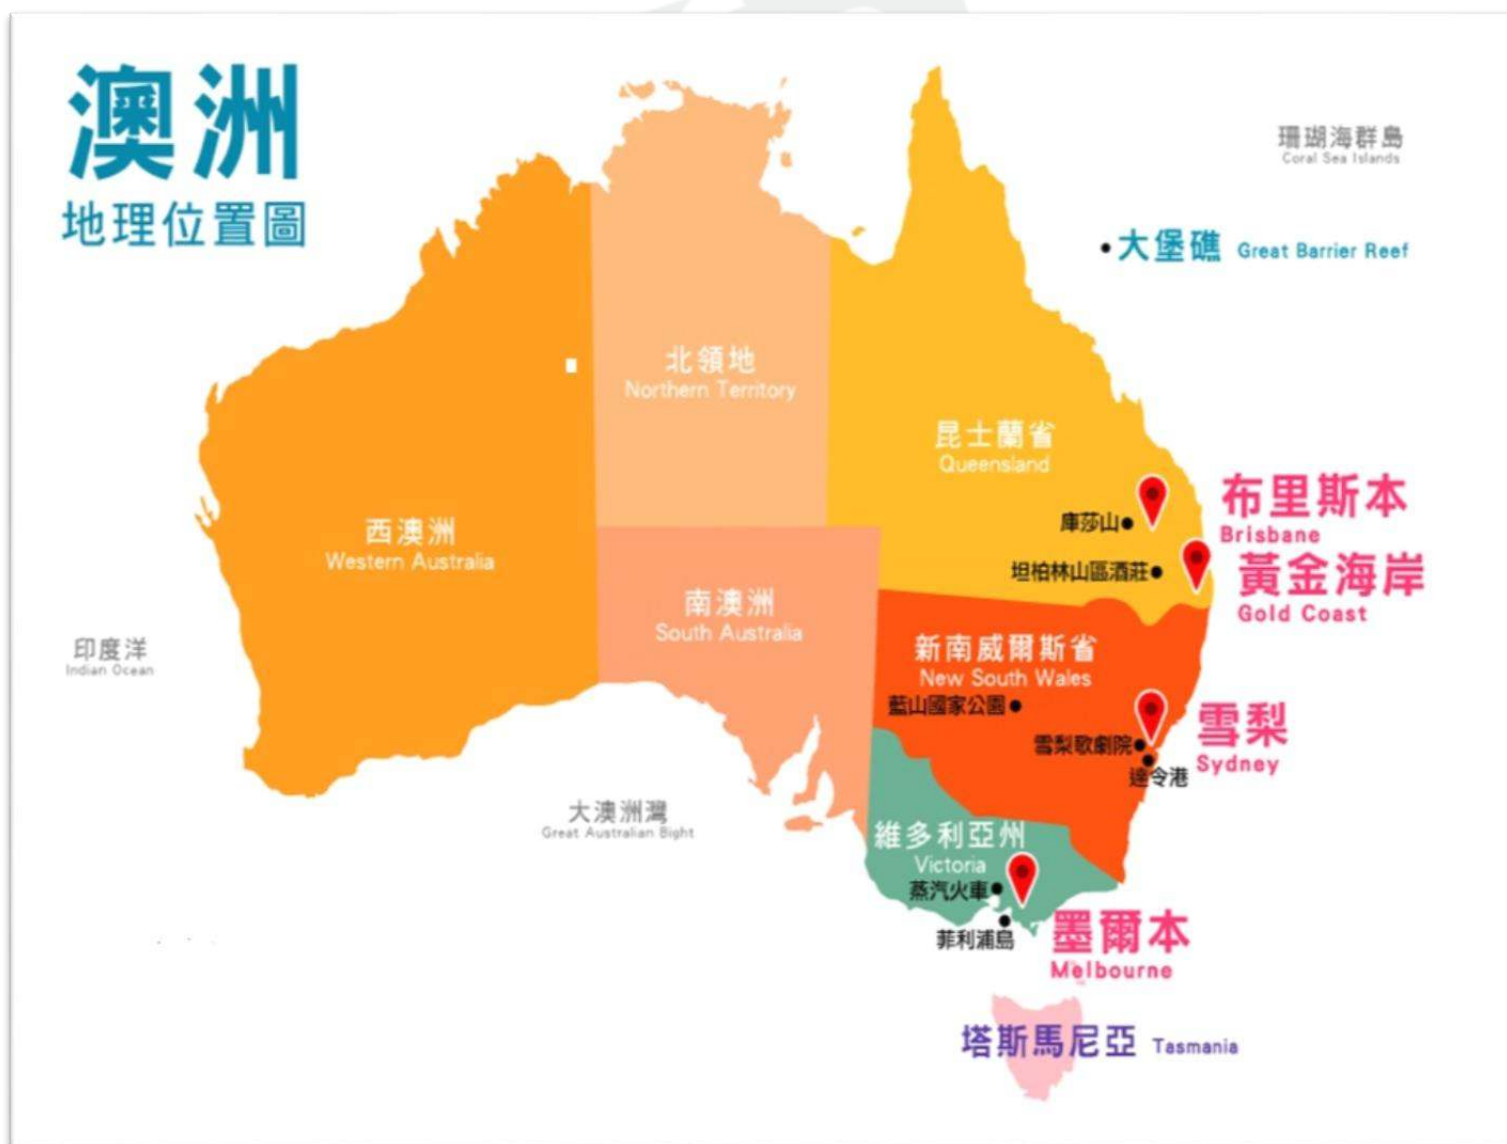 澳洲
地理位置圖
珊瑚海群島
Coral Sea Islands
大堡礁 Great Barrier Reef
北領地
Northern Territory
昆士蘭省
Queensland
布里斯本
Brisbane
庫莎山
西澳洲
Western Australia
坦柏林山區酒莊
黃金海岸
Gold Coast
南澳洲
South Australia
印度洋
Indian Ocean
新南威爾斯省
New South Wales
藍山國家公園
雪梨
Sydney
雪梨歌劇院
達令港
大澳洲灣
Great Australian Bight
維多利亞州
Victoria
蒸汽火車
菲利浦島
墨爾本
Melbourne
塔斯馬尼亞 Tasmania